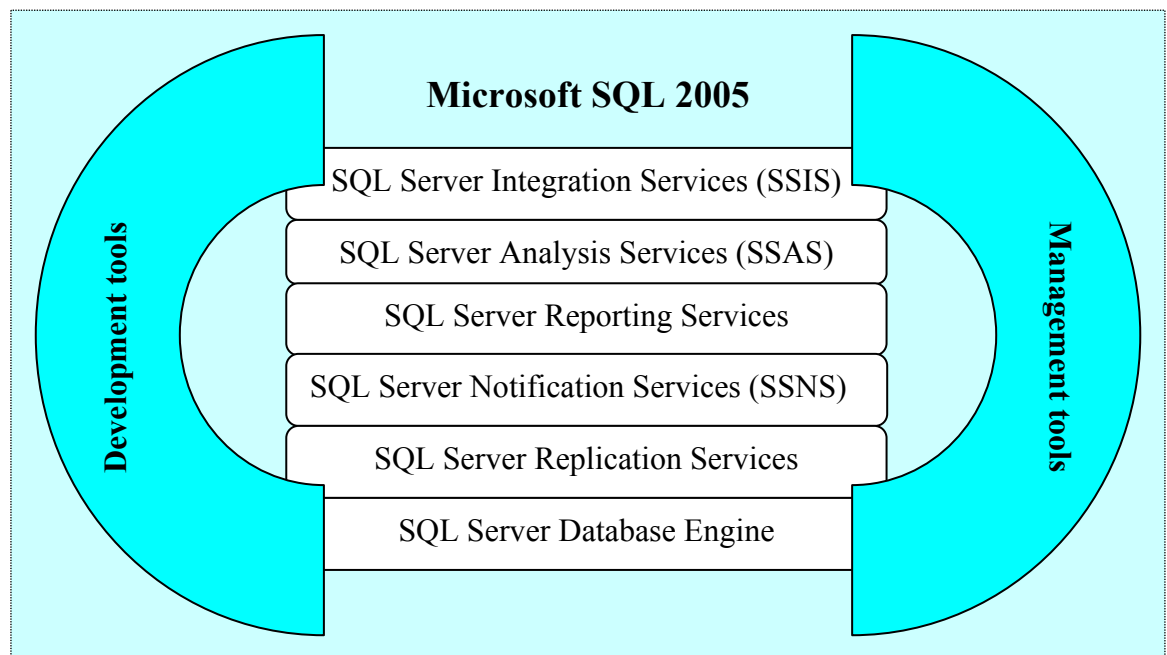 Microsoft SQL 2005
SQL Server Integration Services (SSIS)
SQL Server Analysis Services (SSAS)
SQL Server Reporting Services
SQL Server Notification Services (SSNS)
SQL Server Replication Services
SQL Server Database Engine
Development tools
Management tools